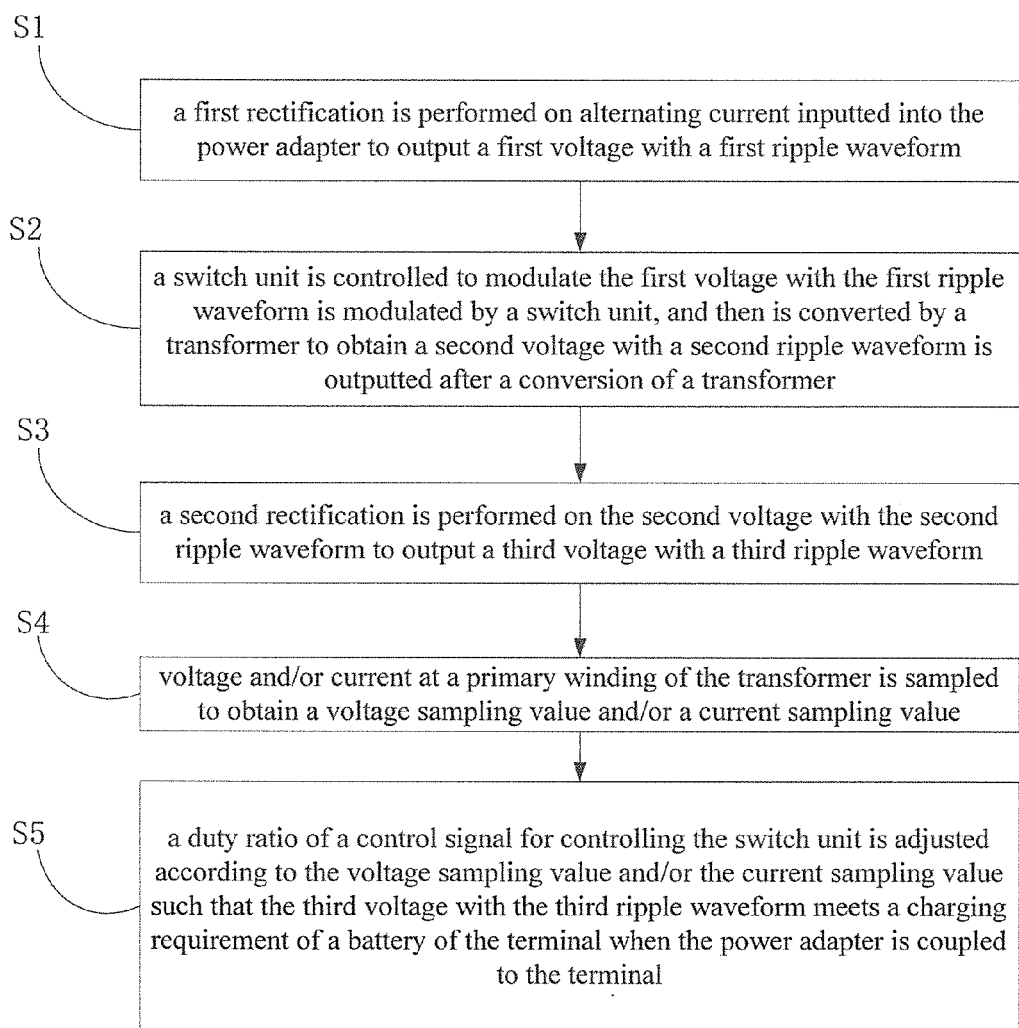 S1
a first rectification is performed on alternating current inputted into the
power adapter to output a first voltage with a first ripple waveform
S2
a switch unit is controlled to modulate the first voltage with the first ripple
waveform is modulated by a switch unit, and then is converted by a
transformer to obtain a second voltage with a second ripple waveform is
outputted after a conversion of a transformer
S3
a second rectification is performed on the second voltage with the second
ripple waveform to output a third voltage with a third ripple waveform
S4
voltage and/or current at a primary winding of the transformer is sampled
to obtain a voltage sampling value and/or a current sampling value
S5
a duty ratio of a control signal for controlling the switch unit is adjusted
according to the voltage sampling value and/or the current sampling value
such that the third voltage with the third ripple waveform meets a charging
requirement of a battery of the terminal when the power adapter is coupled
to the terminal